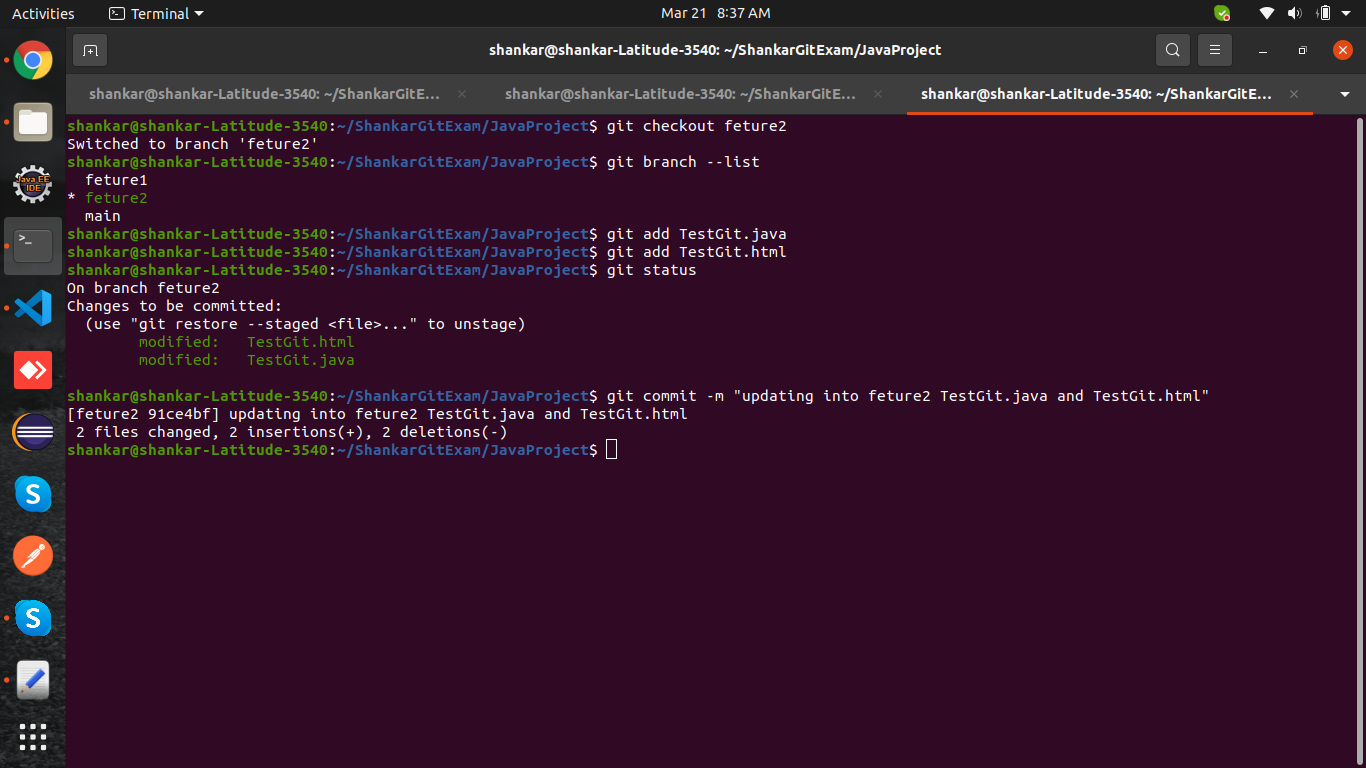 Activities
Terminal
Mar 21 8:37 AM
shankar@shankar-Latitude-3540: ~/ShankarGitExam/JavaProject
shankar@shankar-Latitude-3540: ~/ShankarGitE...
shankar@shankar-Latitude-3540: ~/ShankarGitE...
shankar@shankar-Latitude-3540: ~/ShankarGitE...
shankar@shankar-Latitude-3540:~/ShankarGitExam/JavaProject$ git checkout feture2
Switched to branch 'feture2'
shankar@shankar-Latitude-3540:~/ShankarGitExam/JavaProject$ git branch --list
  feture1
* feture2
  main
shankar@shankar-Latitude-3540:~/ShankarGitExam/JavaProject$ git add TestGit.java
shankar@shankar-Latitude-3540:~/ShankarGitExam/JavaProject$ git add TestGit.html
shankar@shankar-Latitude-3540:~/ShankarGitExam/JavaProject$ git status
On branch feture2
Changes to be committed:
  (use "git restore --staged <file>..." to unstage)
        modified:   TestGit.html
        modified:   TestGit.java
shankar@shankar-Latitude-3540:~/ShankarGitExam/JavaProject$ git commit -m "updating into feture2 TestGit.java and TestGit.html"
[feture2 91ce4bf] updating into feture2 TestGit.java and TestGit.html
 2 files changed, 2 insertions(+), 2 deletions(-)
shankar@shankar-Latitude-3540:~/ShankarGitExam/JavaProject$
Java EE
IDE
>_
S
S